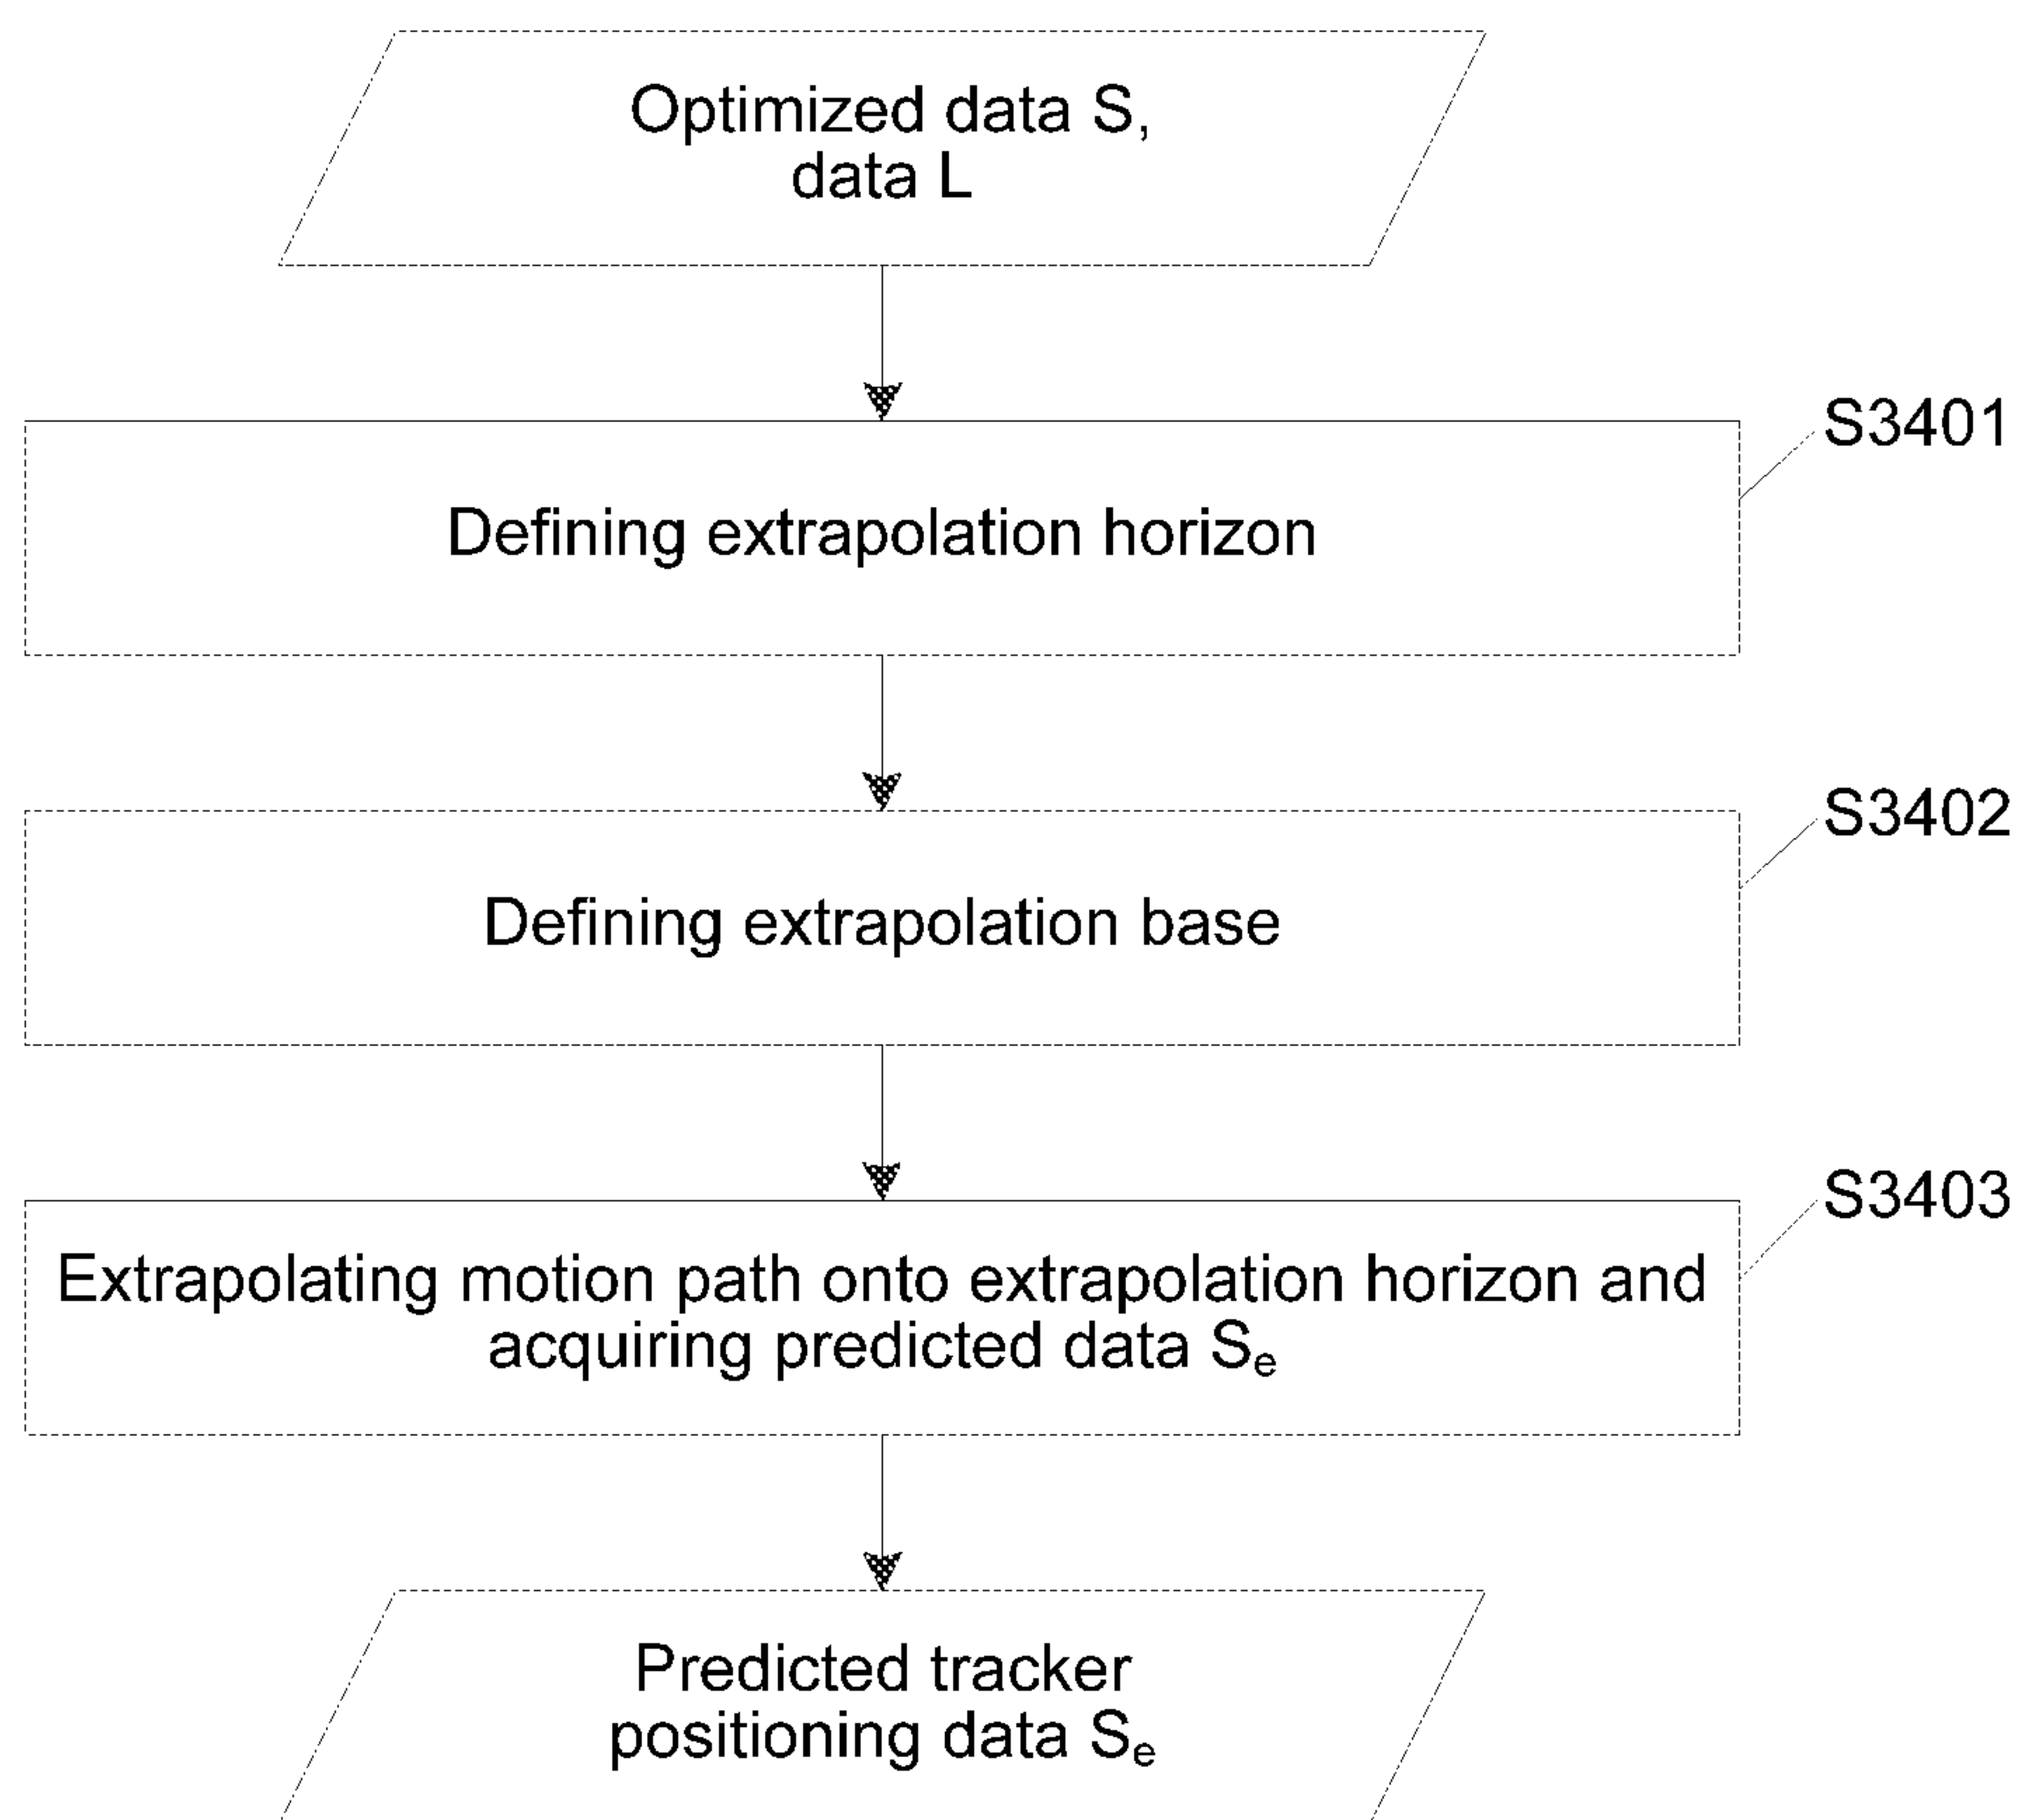 Optimized data S,
data L
S3401
Defining extrapolation horizon
S3402
Defining extrapolation base
S3403
Extrapolating motion path onto extrapolation horizon and
acquiring predicted data Sₑ
Predicted tracker
positioning data Sₑ